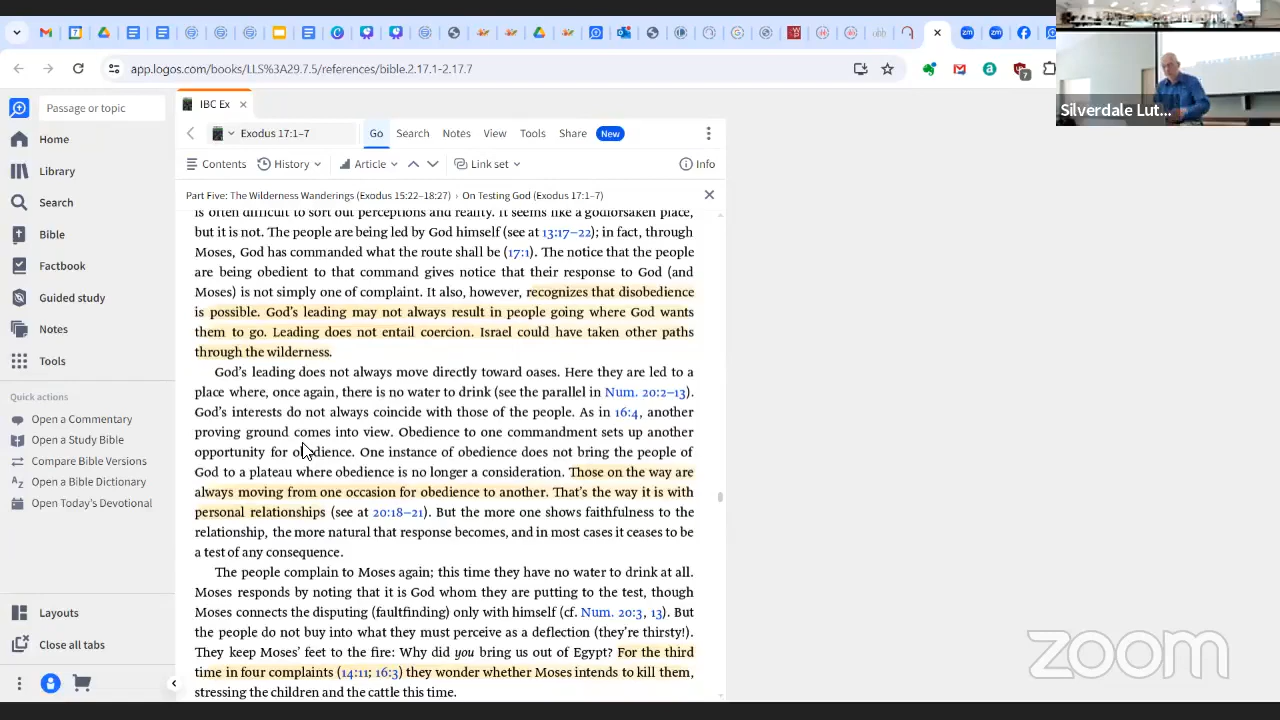 app.logos.com/books/LLS%3A29.7.5/references/bible.2.17.1-2.17.7
7
Silverdale Lut...
Passage or topic
IBC Ex
Home
Library
Search
Bible
Factbook
Guided study
Notes
Tools
Quick actions
Open a Commentary
Open a Study Bible
Compare Bible Versions
Open a Bible Dictionary
Open Today's Devotional
Layouts
Close all tabs
Exodus 17:1–7
Go
Search
Notes
View
Tools
Share
New
Contents
History
Article
Link set
Info
Part Five: The Wilderness Wanderings (Exodus 15:22–18:27) › On Testing God (Exodus 17:1–7)
is often difficult to sort out perceptions and reality. It seems like a godforsaken place,
but it is not. The people are being led by God himself (see at 13:17–22); in fact, through
Moses, God has commanded what the route shall be (17:1). The notice that the people
are being obedient to that command gives notice that their response to God (and
Moses) is not simply one of complaint. It also, however, recognizes that disobedience
is possible. God's leading may not always result in people going where God wants
them to go. Leading does not entail coercion. Israel could have taken other paths
through the wilderness.
God's leading does not always move directly toward oases. Here they are led to a
place where, once again, there is no water to drink (see the parallel in Num. 20:2–13).
God's interests do not always coincide with those of the people. As in 16:4, another
proving ground comes into view. Obedience to one commandment sets up another
opportunity for obedience. One instance of obedience does not bring the people of
God to a plateau where obedience is no longer a consideration. Those on the way are
always moving from one occasion for obedience to another. That's the way it is with
personal relationships (see at 20:18–21). But the more one shows faithfulness to the
relationship, the more natural that response becomes, and in most cases it ceases to be
a test of any consequence.
The people complain to Moses again; this time they have no water to drink at all.
Moses responds by noting that it is God whom they are putting to the test, though
Moses connects the disputing (faultfinding) only with himself (cf. Num. 20:3, 13). But
the people do not buy into what they must perceive as a deflection (they're thirsty!).
They keep Moses' feet to the fire: Why did you bring us out of Egypt? For the third
time in four complaints (14:11; 16:3) they wonder whether Moses intends to kill them,
stressing the children and the cattle this time.
zoom